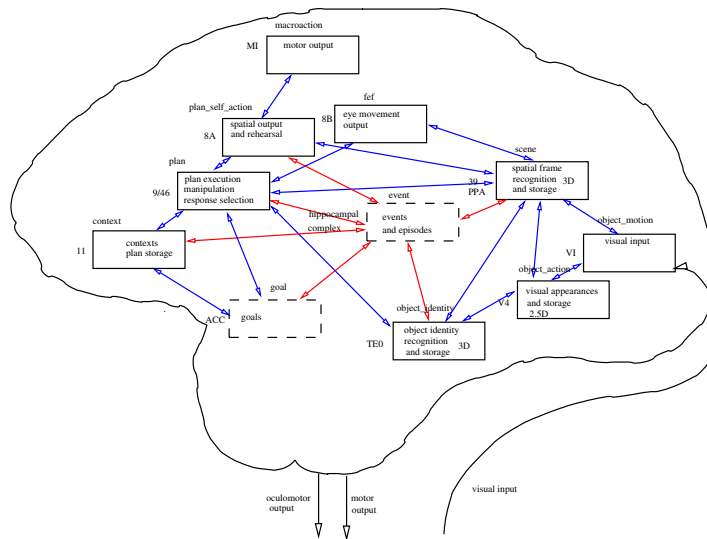 macroaction
MI
motor output
fef
plan_self_action
8B
eye movement
output
8A
spatial output
and rehearsal
scene
plan
spatial frame
recognition 3D
and storage
39
PPA
9/46
plan execution
manipulation
response selection
event
events
and episodes
hippocampal
complex
context
11
contexts
plan storage
object_motion
VI
visual input
object_action
V4
visual appearances
and storage
2.5D
goal
ACC
goals
object_identity
TE0
object identity
recognition
and storage 3D
oculomotor
output
motor
output
visual input